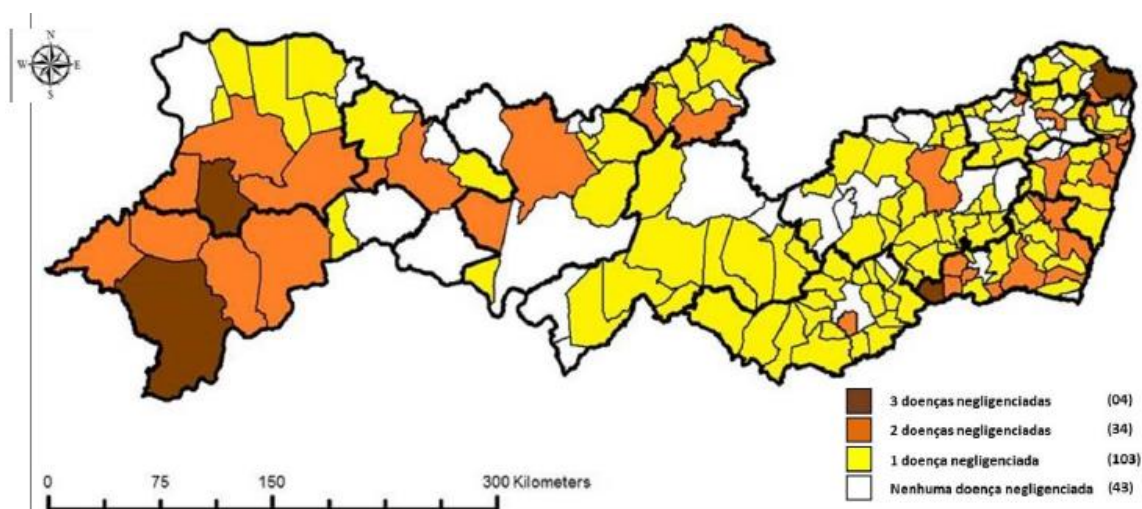 N
W E
S
3 doenças negligenciadas (04)
2 doenças negligenciadas (34)
1 doença negligenciada (103)
Nenhuma doença negligenciada (43)
0 75 150 300 Kilometers